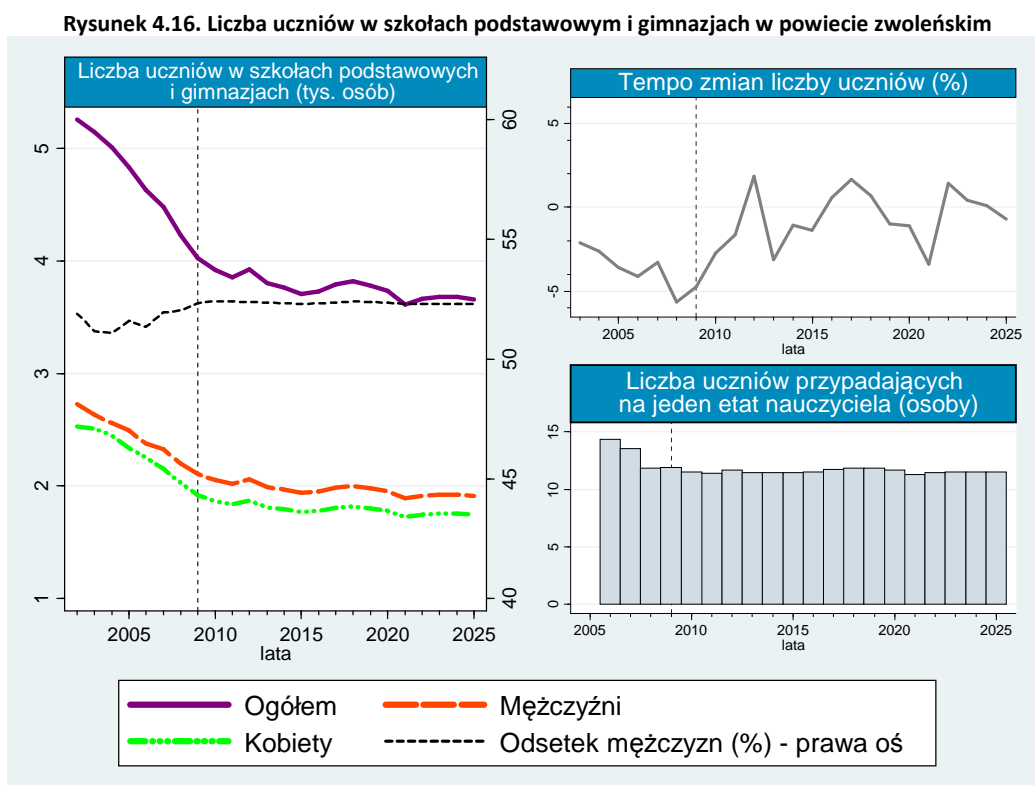 Rysunek 4.16. Liczba uczniów w szkołach podstawowym i gimnazjach w powiecie zwoleńskim
Liczba uczniów w szkołach podstawowych
i gimnazjach (tys. osób)
5
4
3
2
1
60
55
50
45
40
2005 2010 2015 2020 2025
lata
Tempo zmian liczby uczniów (%)
5
0
-5
2005 2010 2015 2020 2025
lata
Liczba uczniów przypadających
na jeden etat nauczyciela (osoby)
15
10
5
0
2005 2010 2015 2020 2025
lata
Ogółem
Mężczyźni
Kobiety
Odsetek mężczyzn (%) - prawa oś